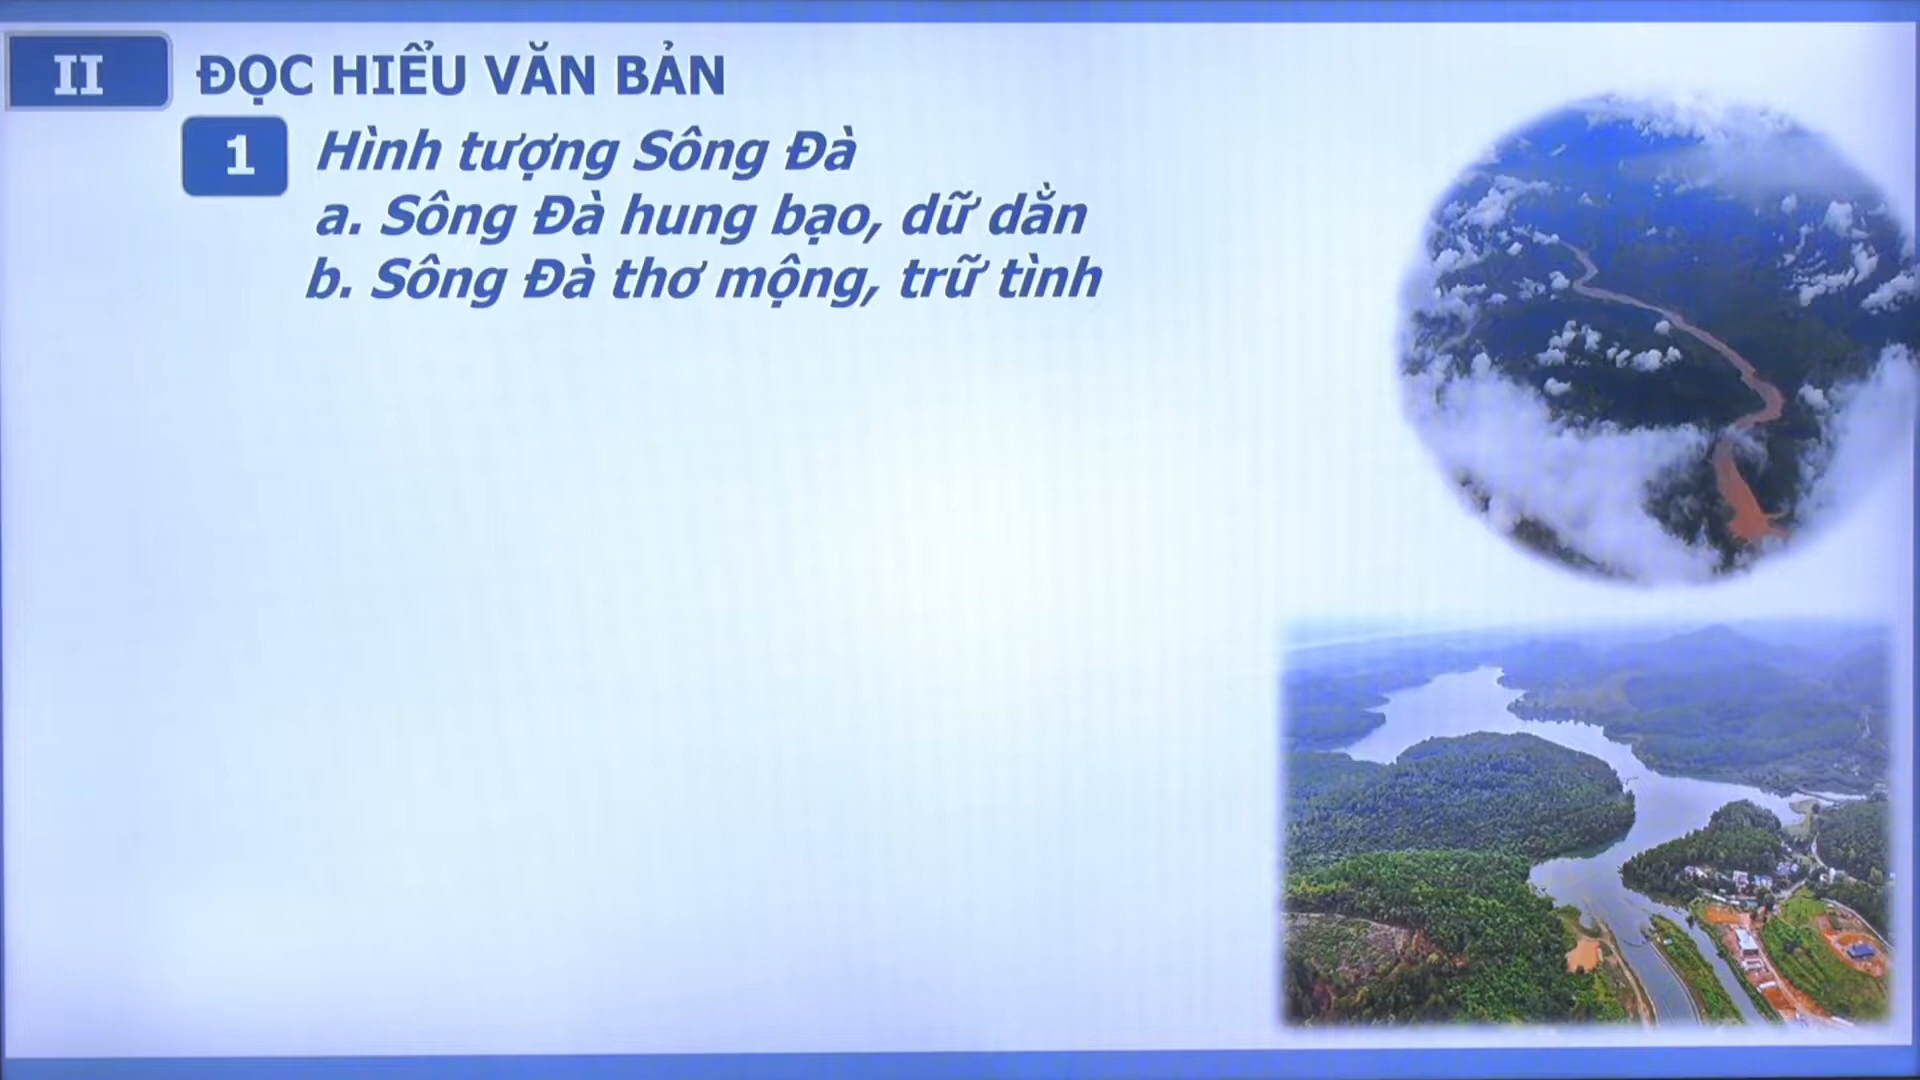 II ĐỌC HIỂU VĂN BẢN
1 Hình tượng Sông Đà
a. Sông Đà hung bạo, dữ dằn
b. Sông Đà thơ mộng, trữ tình